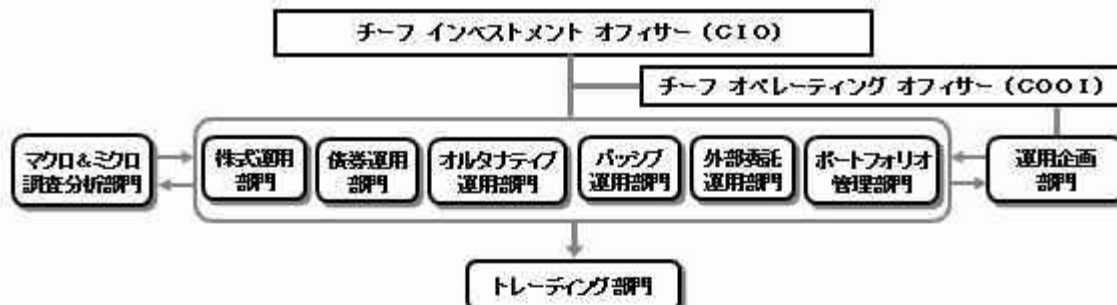 チーフ インベストメント オフィサー (CIO)
チーフ オペレーティング オフィサー (COOI)
マクロ&ミクロ
調査分析部門
株式運用
部門
債券運用
部門
オルタナティブ
運用部門
パッシブ
運用部門
外部委託
運用部門
ポートフォリオ
管理部門
運用企画
部門
トレーディング部門